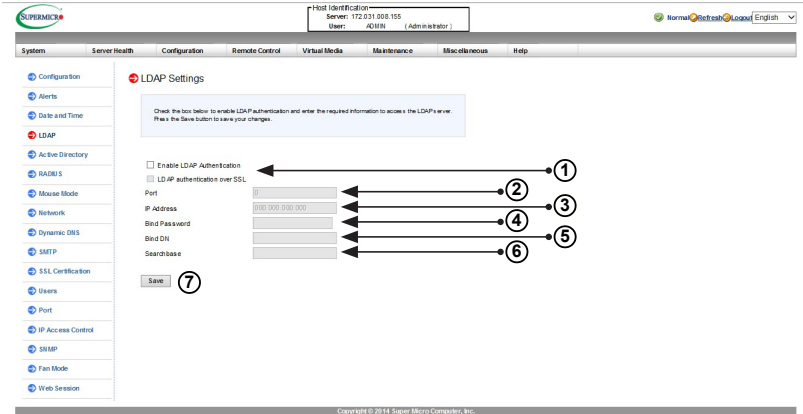 SUPERMICR
Host Identification
Server: 172.031.008.155
User: ADMIN (Administrator)
Normal Refresh Logout English
System Server Health Configuration Remote Control Virtual Media Maintenance Miscellaneous Help
Configuration
Alerts
Date and Time
LDAP
Active Directory
RADIUS
Mouse Mode
Network
Dynamic DNS
SMTP
SSL Certification
Users
Port
IP Access Control
SNMP
Fan Mode
Web Session
LDAP Settings
Check the box below to enable LDAP authentication and enter the required information to access the LDAP server.
Press the Save button to save your changes.
Enable LDAP Authentication
1
LDAP authentication over SSL
Port 0 2
IP Address 000.000.000.000 3
Bind Password 4
Bind DN 5
Searchbase 6
Save 7
Copyright © 2014 Super Micro Computer, Inc.